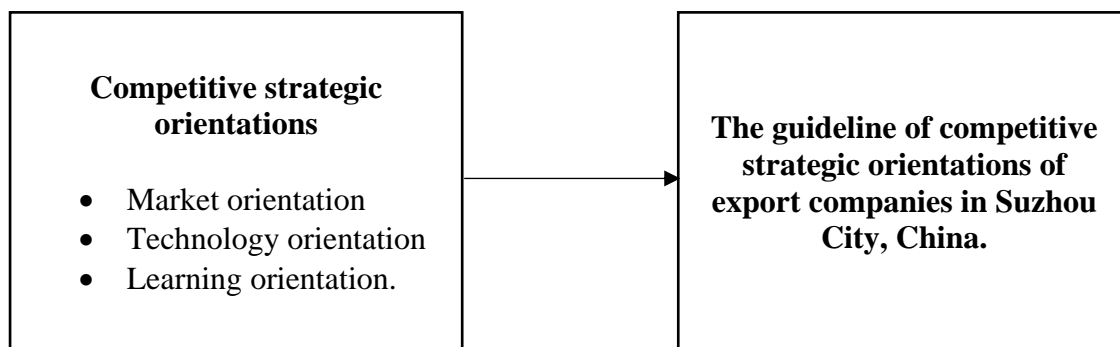 Competitive strategic
orientations
• Market orientation
• Technology orientation
• Learning orientation.
The guideline of competitive
strategic orientations of
export companies in Suzhou
City, China.